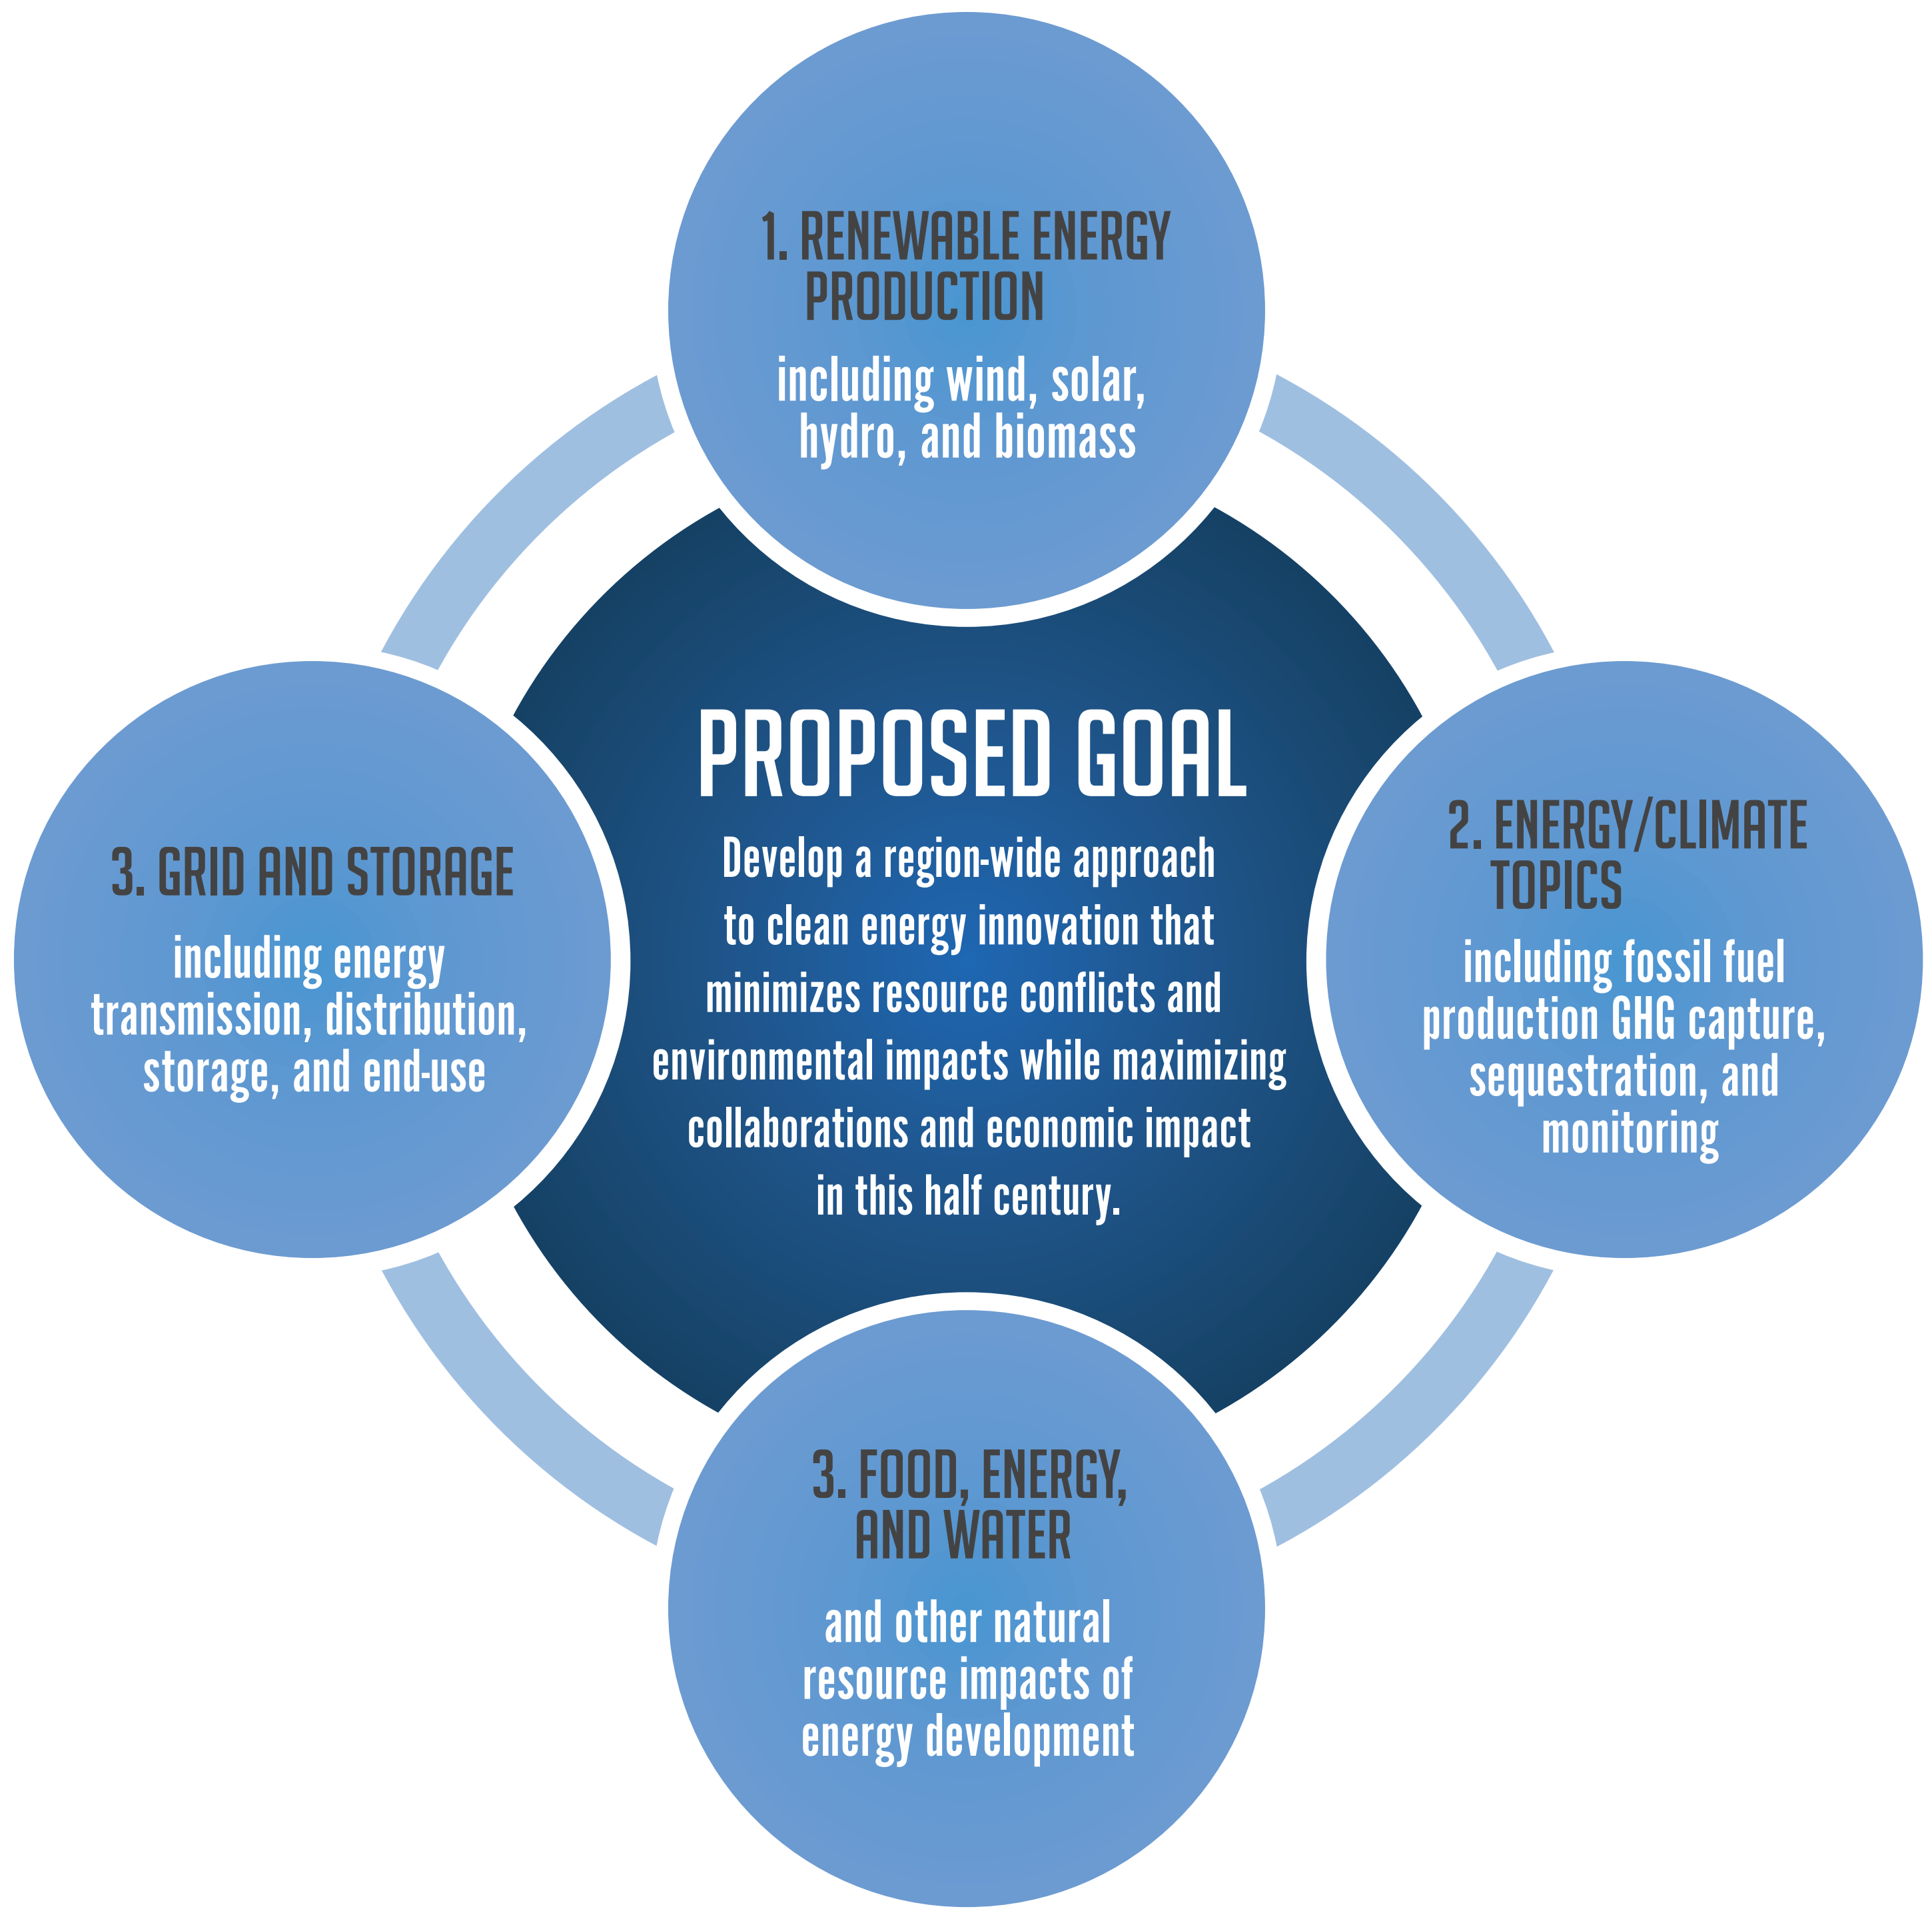 1. RENEWABLE ENERGY
PRODUCTION
including wind, solar,
hydro, and biomass
PROPOSED GOAL
Develop a region-wide approach
to clean energy innovation that
minimizes resource conflicts and
environmental impacts while maximizing
collaborations and economic impact
in this half century.
2. ENERGY/CLIMATE
TOPICS
including fossil fuel
production GHG capture,
sequestration, and
monitoring
3. FOOD, ENERGY,
AND WATER
and other natural
resource impacts of
energy development
3. GRID AND STORAGE
including energy
transmission, distribution,
storage, and end-use